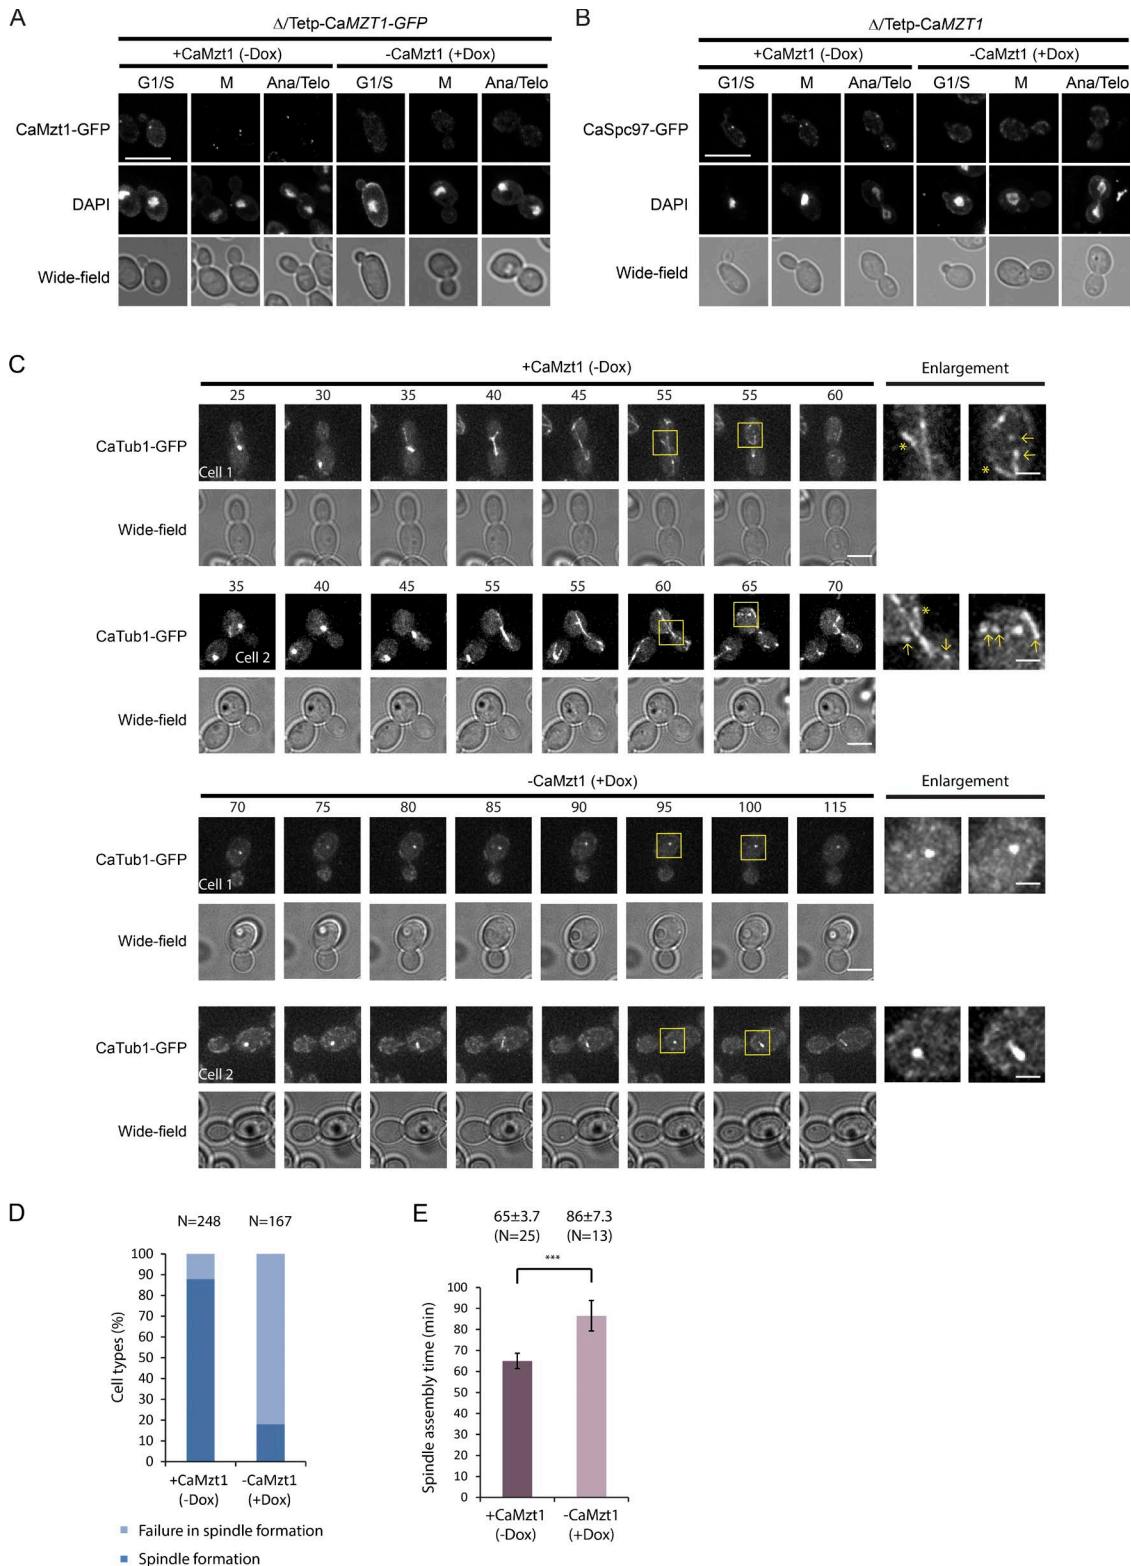 A
Δ/Tetp-CaMZT1-GFP
+CaMzt1 (-Dox) -CaMzt1 (+Dox)
G1/S M Ana/Telo G1/S M Ana/Telo
CaMzt1-GFP
DAPI
Wide-field
B
Δ/Tetp-CaMZT1
+CaMzt1 (-Dox) -CaMzt1 (+Dox)
G1/S M Ana/Telo G1/S M Ana/Telo
CaSpc97-GFP
DAPI
Wide-field
C
+CaMzt1 (-Dox) Enlargement
25 30 35 40 45 55 55 60
CaTub1-GFP
Cell 1
* *
Wide-field
35 40 45 55 55 60 65 70
CaTub1-GFP
Cell 2
*
Wide-field
-CaMzt1 (+Dox) Enlargement
70 75 80 85 90 95 100 115
CaTub1-GFP
Cell 1
Wide-field
CaTub1-GFP
Cell 2
Wide-field
D
N=248 N=167
Cell types (%)
100
90
80
70
60
50
40
30
20
10
0
+CaMzt1 -CaMzt1
(-Dox) (+Dox)
Failure in spindle formation
Spindle formation
E
65±3.7 86±7.3
(N=25) (N=13)
***
Spindle assembly time (min)
100
90
80
70
60
50
40
30
20
10
0
+CaMzt1 -CaMzt1
(-Dox) (+Dox)